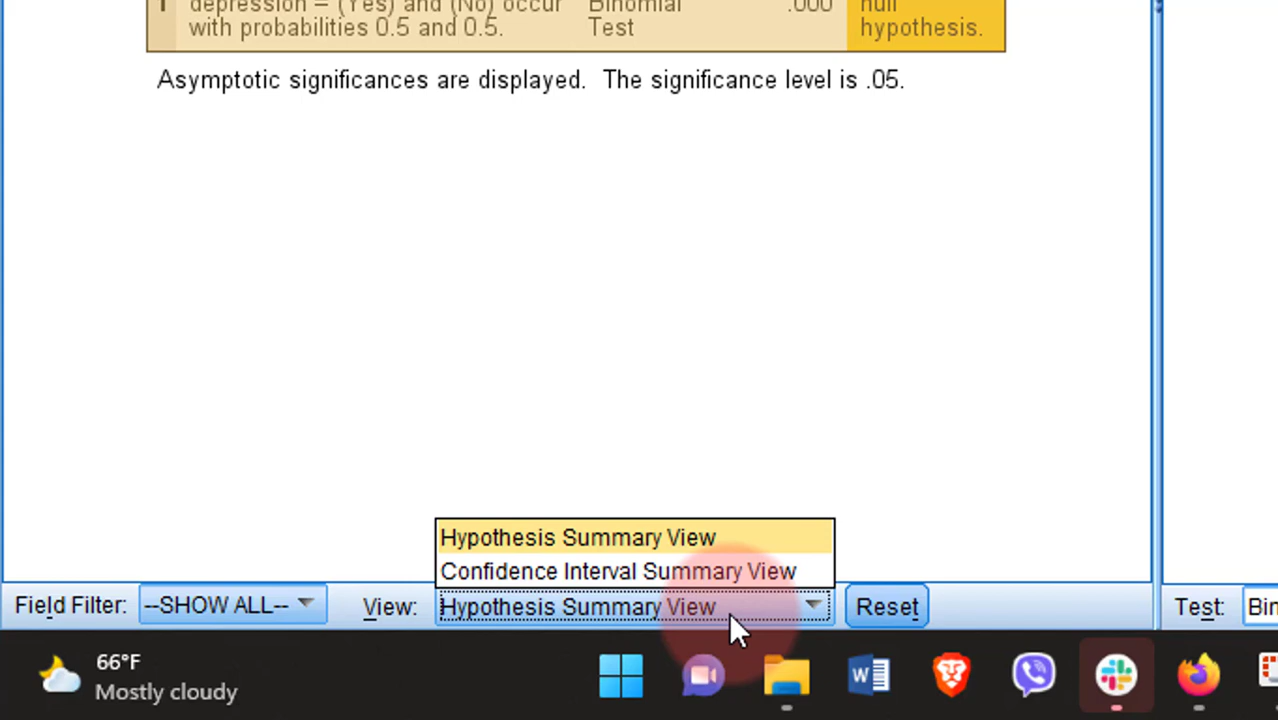 1 depression = (Yes) and (No) occur Binomial .000 null
with probabilities 0.5 and 0.5. Test hypothesis.
Asymptotic significances are displayed. The significance level is .05.
Hypothesis Summary View
Confidence Interval Summary View
Field Filter: --SHOW ALL-- View: Hypothesis Summary View Reset Test: Bin
66°F
Mostly cloudy